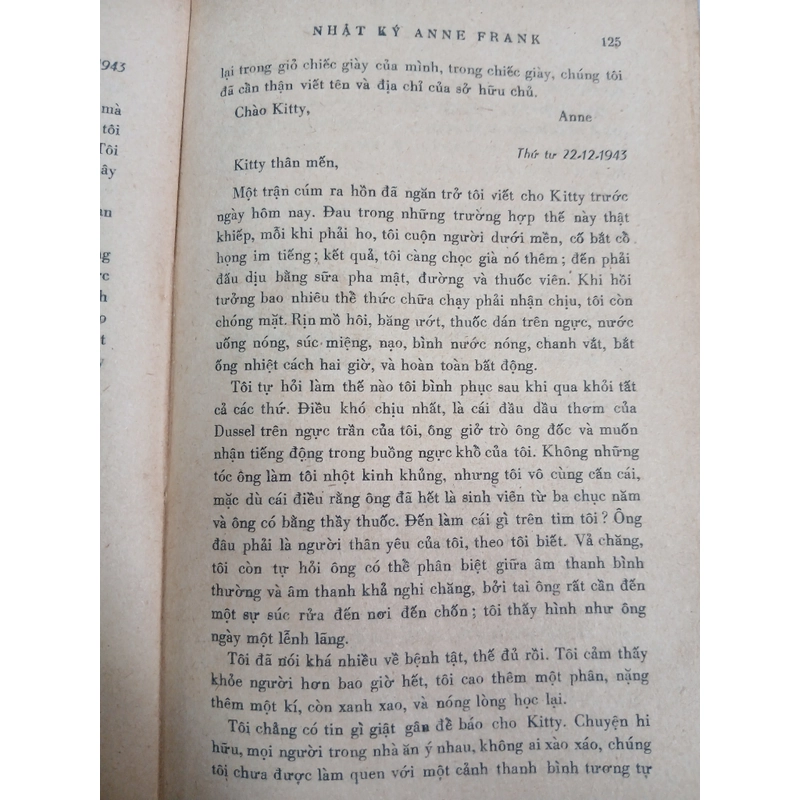 NHẬT KÝ ANNE FRANK 125
lại trong giỏ chiếc giày của mình, trong chiếc giày, chúng tôi
đã cẩn thận viết tên và địa chỉ của sở hữu chủ.
Chào Kitty,
Anne
Thứ tư 22-12-1943
Kitty thân mến,
Một trận cúm ra hồn đã ngăn trở tôi viết cho Kitty trước
ngày hôm nay. Đau trong những trường hợp thế này thật
khiếp, mỗi khi phải ho, tôi cuộn người dưới mền, cố bắt cổ
họng im tiếng; kết quả, tôi càng chọc già nó thêm; đến phải
đấu dịu bằng sữa pha mật, đường và thuốc viên. Khi hồi
tưởng bao nhiêu thể thức chữa chạy phải nhận chịu, tôi còn
chóng mặt. Rịn mồ hôi, băng ướt, thuốc dán trên ngực, nước
uống nóng, súc miệng, nạo, bình nước nóng, chanh vắt, bắt
ống nhiệt cách hai giờ, và hoàn toàn bất động.
Tôi tự hỏi làm thế nào tôi bình phục sau khi qua khỏi tất
cả các thứ. Điều khó chịu nhất, là cái đầu dầu thơm của
Dussel trên ngực trần của tôi, ông giở trò ông đốc và muốn
nhận tiếng động trong buồng ngực khổ của tôi. Không những
tóc ông làm tôi nhột kinh khủng, nhưng tôi vô cùng cấn cái,
mặc dù cái điều rằng ông đã hết là sinh viên từ ba chục năm
và ông có bằng thầy thuốc. Đến làm cái gì trên tim tôi? Ông
đâu phải là người thân yêu của tôi, theo tôi biết. Vả chăng,
tôi còn tự hỏi ông có thể phân biệt giữa âm thanh bình
thường và âm thanh khả nghi chăng, bởi tai ông rất cần đến
một sự súc rửa đến nơi đến chốn; tôi thấy hình như ông
ngày một lễnh lãng.
Tôi đã nói khá nhiều về bệnh tật, thế đủ rồi. Tôi cảm thấy
khỏe người hơn bao giờ hết, tôi cao thêm một phân, nặng
thêm một kí, còn xanh xao, và nóng lòng học lại.
Tôi chẳng có tin gì giật gân để báo cho Kitty. Chuyện hi
hữu, mọi người trong nhà ăn ý nhau, không ai xào xáo, chúng
tôi chưa được làm quen với một cảnh thanh bình tương tự
1943
mà
tôi
Tôi
ây
n
g
c
h
o
t
y